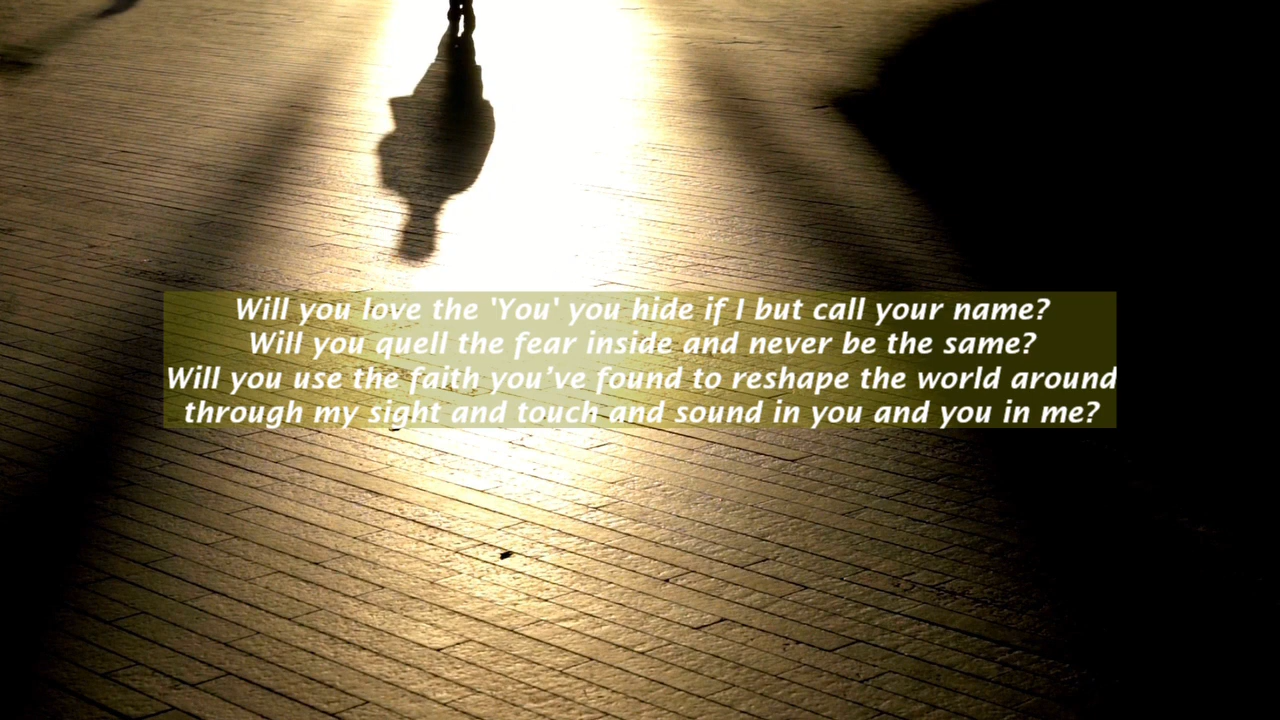 Will you love the 'You' you hide if I but call your name?
Will you quell the fear inside and never be the same?
Will you use the faith you’ve found to reshape the world around
through my sight and touch and sound in you and you in me?